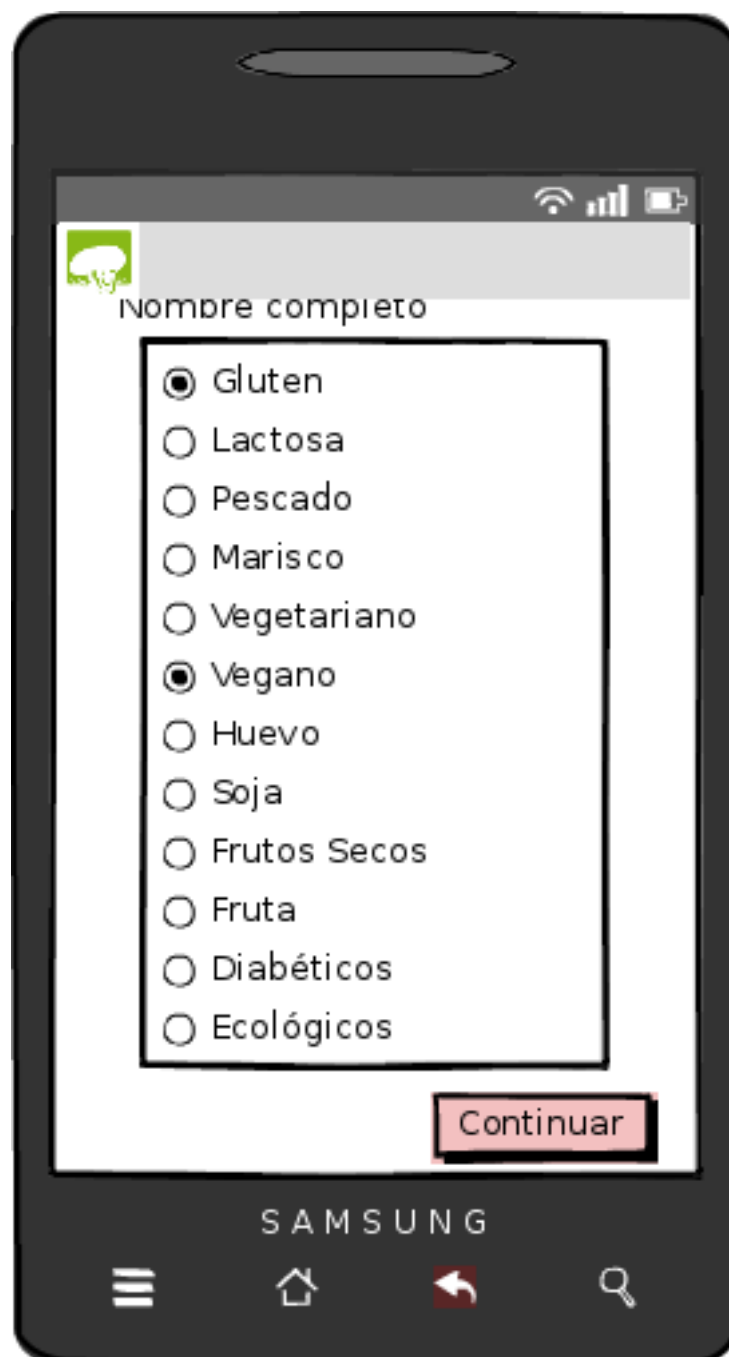 Nombre completo
Gluten
Lactosa
Pescado
Marisco
Vegetariano
Vegano
Huevo
Soja
Frutos Secos
Fruta
Diabéticos
Ecológicos
Continuar
SAMSUNG